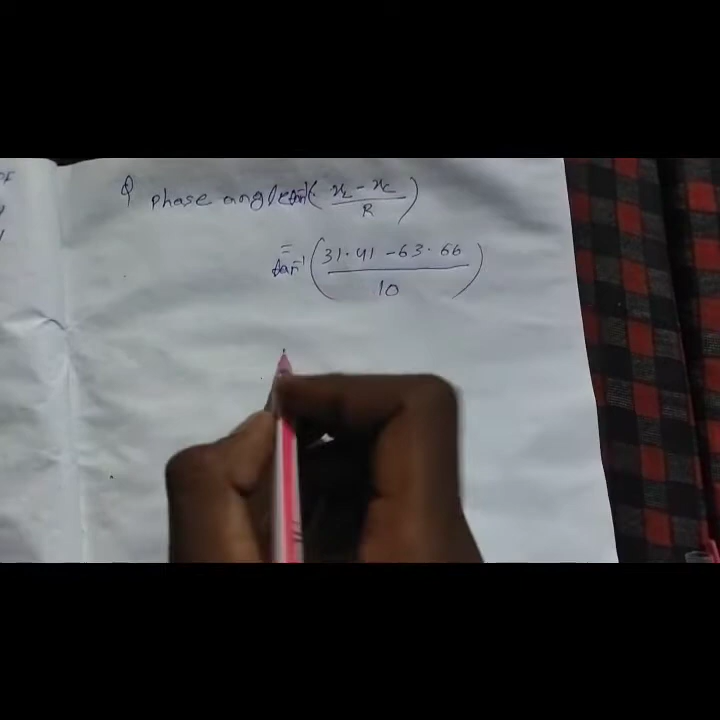 φ phase angle tan⁻¹( xL - xc / R )
= tan⁻¹ ( 31.41 - 63.66 / 10 )